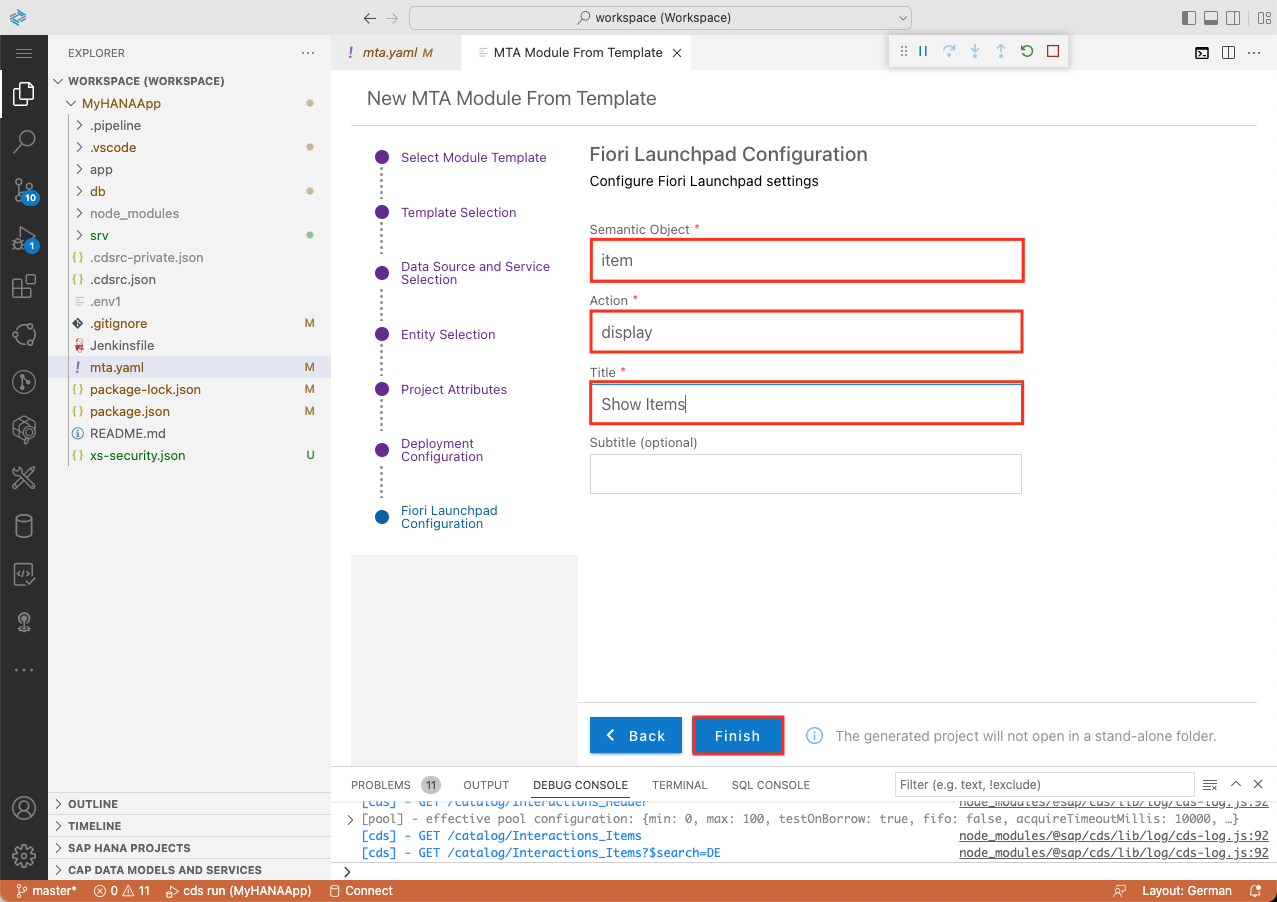 workspace (Workspace)
EXPLORER
WORKSPACE (WORKSPACE)
MyHANAApp
.pipeline
.vscode
app
db
node_modules
srv
.cdsrc-private.json
.cdsrc.json
.env1
.gitignore M
Jenkinsfile
mta.yaml M
package-lock.json M
package.json M
README.md
xs-security.json U
OUTLINE
TIMELINE
SAP HANA PROJECTS
CAP DATA MODELS AND SERVICES
10
1
mta.yaml M
MTA Module From Template
New MTA Module From Template
Select Module Template
Template Selection
Data Source and Service
Selection
Entity Selection
Project Attributes
Deployment
Configuration
Fiori Launchpad
Configuration
Fiori Launchpad Configuration
Configure Fiori Launchpad settings
Semantic Object *
item
Action *
display
Title *
Show Items
Subtitle (optional)
Back
Finish
The generated project will not open in a stand-alone folder.
PROBLEMS 11 OUTPUT DEBUG CONSOLE TERMINAL SQL CONSOLE
Filter (e.g. text, !exclude)
[cds] - GET /catalog/Interactions_Header node_modules/@sap/cds/lib/log/cds-log.js:92
[pool] - effective pool configuration: {min: 0, max: 100, testOnBorrow: true, fifo: false, acquireTimeoutMillis: 10000, …}
[cds] - GET /catalog/Interactions_Items node_modules/@sap/cds/lib/log/cds-log.js:92
[cds] - GET /catalog/Interactions_Items?$search=DE node_modules/@sap/cds/lib/log/cds-log.js:92
master* 0 11 cds run (MyHANAApp) Connect Layout: German